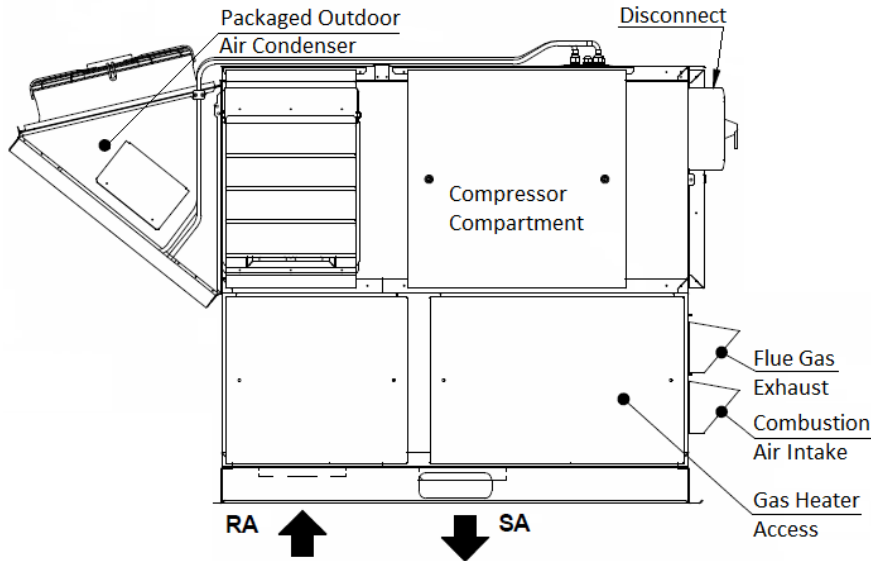 Packaged Outdoor
Air Condenser
Disconnect
Compressor
Compartment
Flue Gas
Exhaust
Combustion
Air Intake
Gas Heater
Access
RA
SA